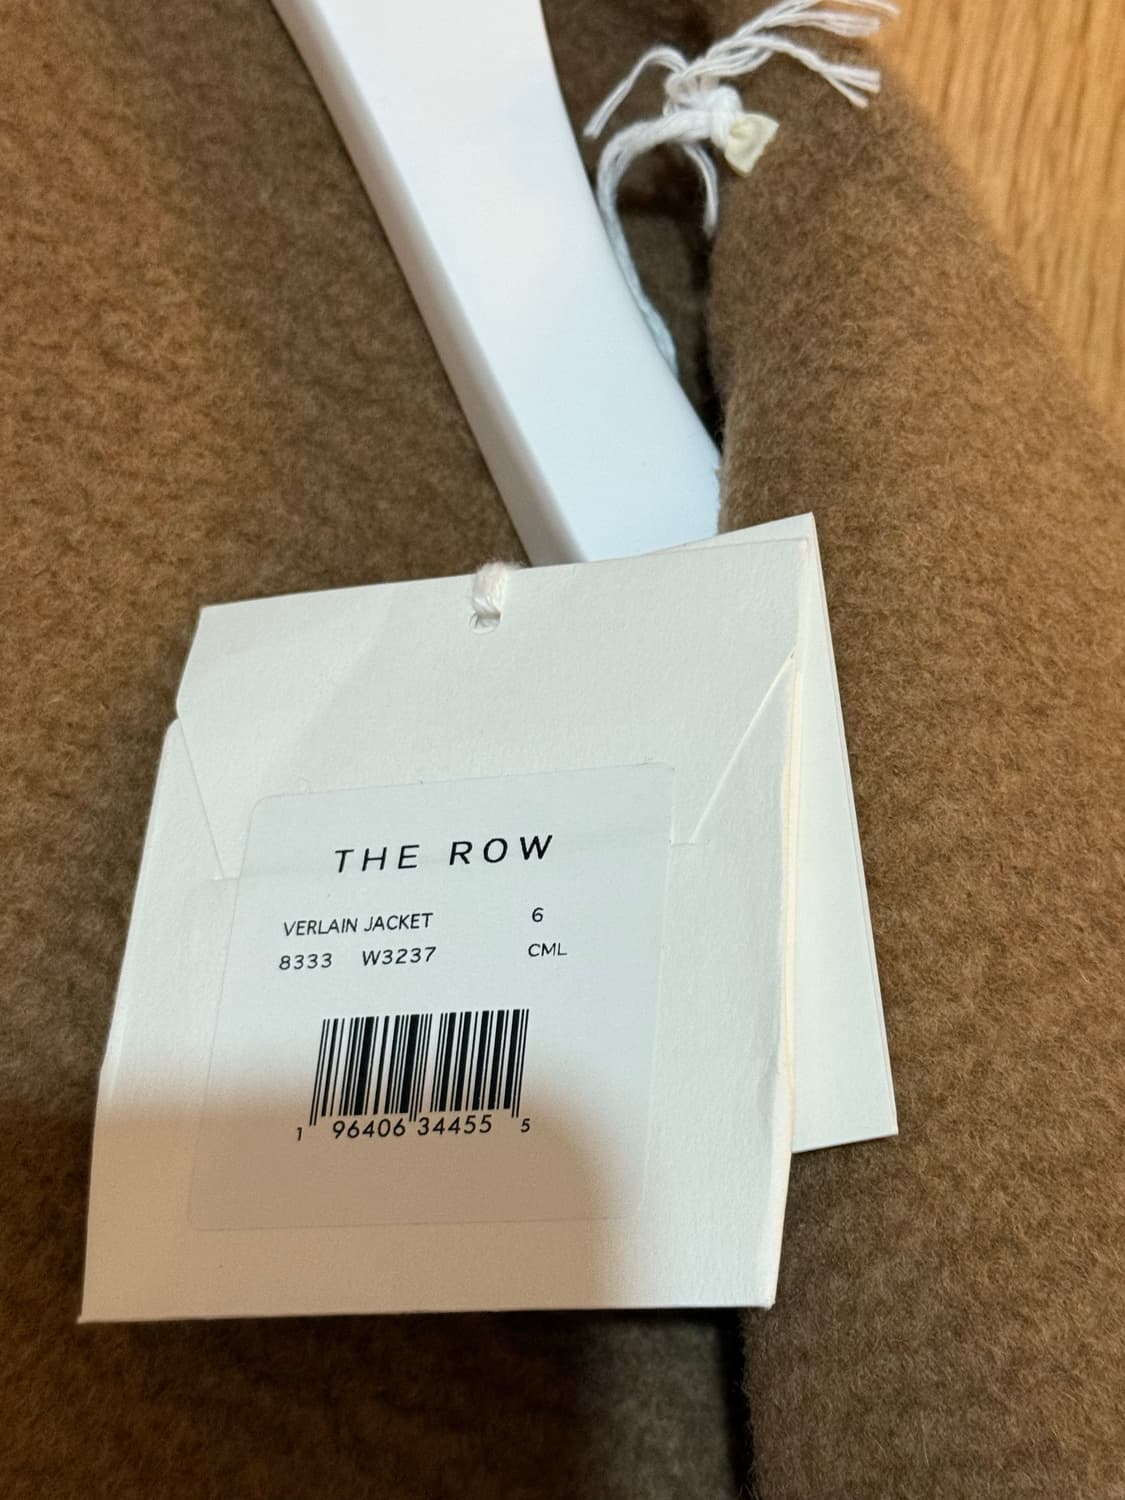 THE ROW
VERLAIN JACKET 6
8333 W3237 CML
1 96406 34455 5